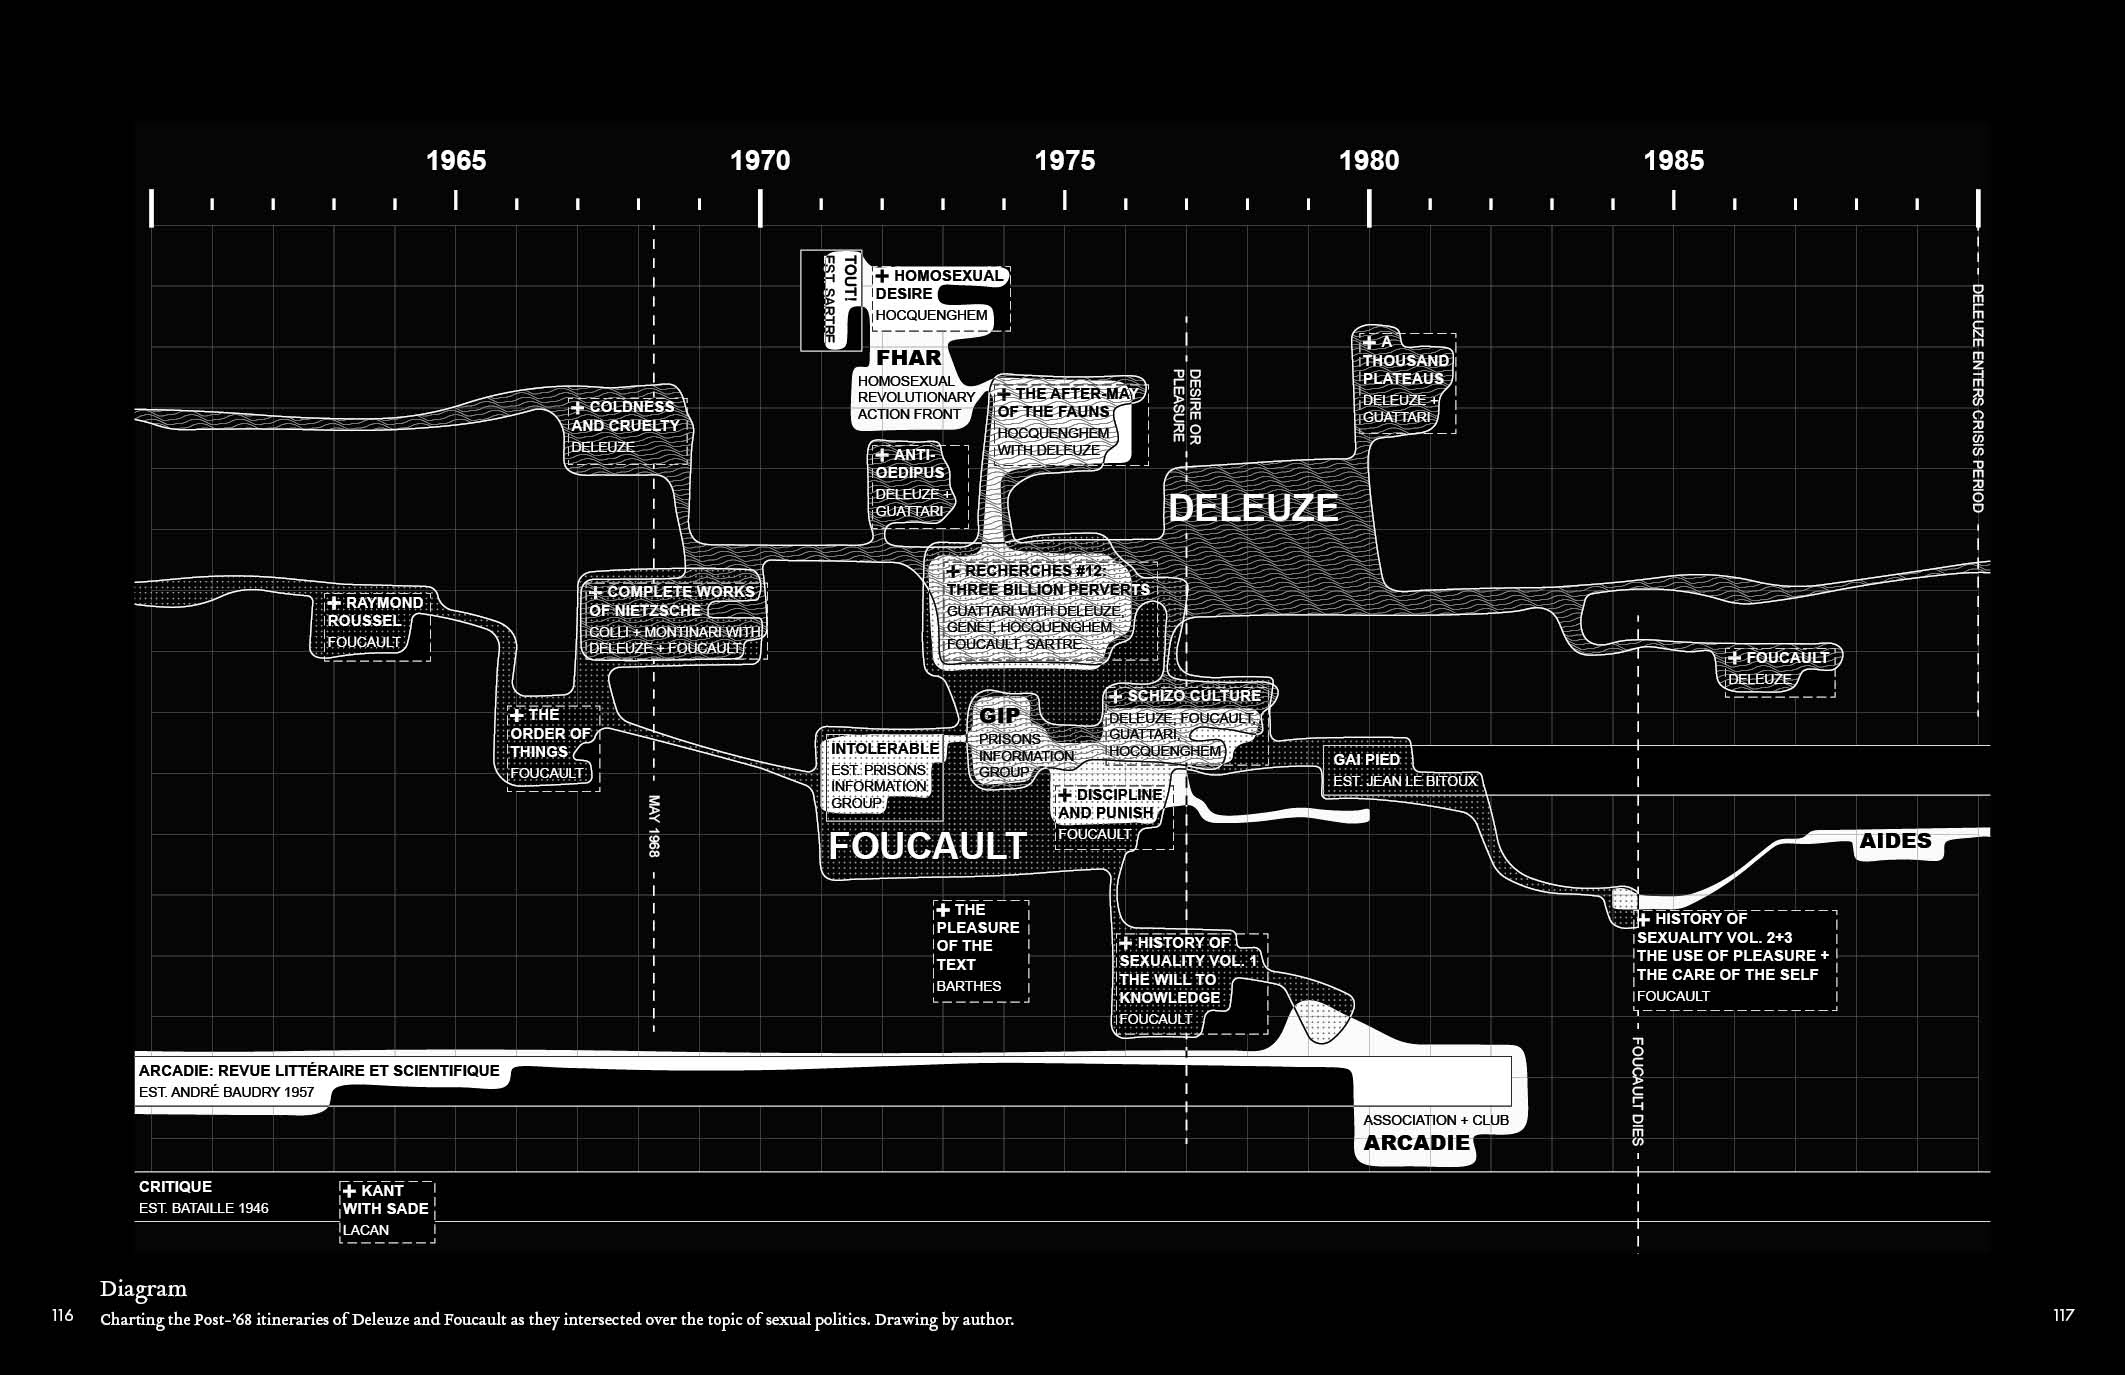 1965
1970
1975
1980
1985
TOUT!
EST. SARTRE
+ HOMOSEXUAL
DESIRE
HOCQUENGHEM
FHAR
HOMOSEXUAL
REVOLUTIONARY
ACTION FRONT
+ THE AFTER-MAY
OF THE FAUNS
HOCQUENGHEM
WITH DELEUZE
DESIRE OR
PLEASURE
+ A
THOUSAND
PLATEAUS
DELEUZE +
GUATTARI
DELEUZE ENTERS CRISIS PERIOD
+ COLDNESS
AND CRUELTY
DELEUZE
+ ANTI-
OEDIPUS
DELEUZE +
GUATTARI
DELEUZE
+ RAYMOND
ROUSSEL
FOUCAULT
+ COMPLETE WORKS
OF NIETZSCHE
COLLI + MONTINARI WITH
DELEUZE + FOUCAULT
+ RECHERCHES #12:
THREE BILLION PERVERTS
GUATTARI WITH DELEUZE,
GENET, HOCQUENGHEM,
FOUCAULT, SARTRE...
+ FOUCAULT
DELEUZE
+ THE
ORDER OF
THINGS
FOUCAULT
MAY 1968
GIP
PRISONS
INFORMATION
GROUP
+ SCHIZO CULTURE
DELEUZE, FOUCAULT,
GUATTARI,
HOCQUENGHEM
INTOLERABLE
EST. PRISONS
INFORMATION
GROUP
GAI PIED
EST. JEAN LE BITOUX
+ DISCIPLINE
AND PUNISH
FOUCAULT
FOUCAULT
AIDES
+ THE
PLEASURE
OF THE
TEXT
BARTHES
+ HISTORY OF
SEXUALITY VOL. 1
THE WILL TO
KNOWLEDGE
FOUCAULT
+ HISTORY OF
SEXUALITY VOL. 2+3
THE USE OF PLEASURE +
THE CARE OF THE SELF
FOUCAULT
FOUCAULT DIES
ARCADIE: REVUE LITTÉRAIRE ET SCIENTIFIQUE
EST. ANDRÉ BAUDRY 1957
ASSOCIATION + CLUB
ARCADIE
CRITIQUE
EST. BATAILLE 1946
+ KANT
WITH SADE
LACAN
Diagram
116
Charting the Post-’68 itineraries of Deleuze and Foucault as they intersected over the topic of sexual politics. Drawing by author.
117